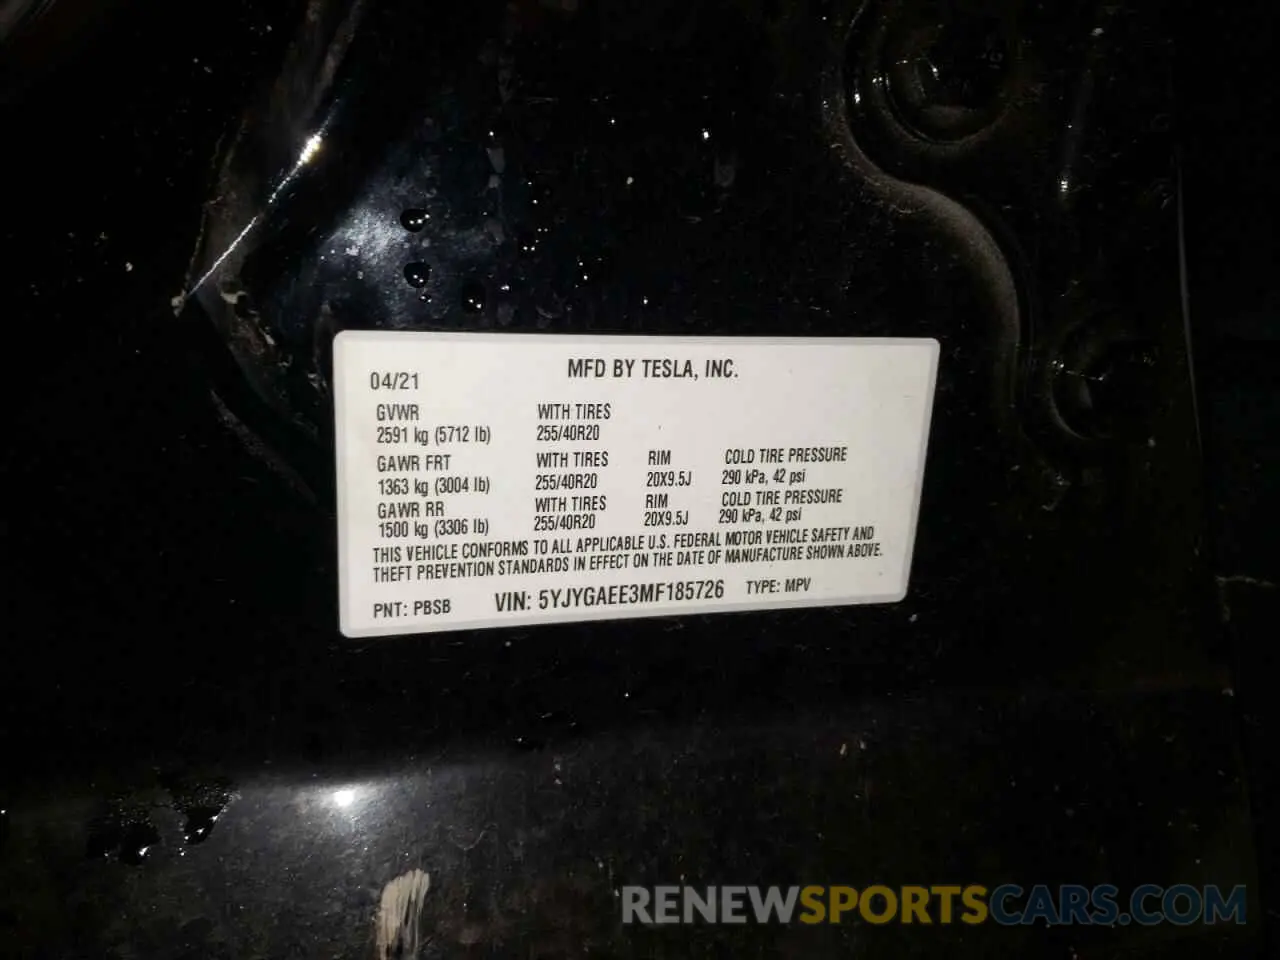 MFD BY TESLA, INC.
04/21
GVWR WITH TIRES
2591 kg (5712 lb) 255/40R20
GAWR FRT WITH TIRES RIM COLD TIRE PRESSURE
1363 kg (3004 lb) 255/40R20 20X9.5J 290 kPa, 42 psi
GAWR RR WITH TIRES RIM COLD TIRE PRESSURE
1500 kg (3306 lb) 255/40R20 20X9.5J 290 kPa, 42 psi
THIS VEHICLE CONFORMS TO ALL APPLICABLE U.S. FEDERAL MOTOR VEHICLE SAFETY AND
THEFT PREVENTION STANDARDS IN EFFECT ON THE DATE OF MANUFACTURE SHOWN ABOVE.
PNT: PBSB VIN: 5YJYGAEE3MF185726 TYPE: MPV
RENEWSPORTSCARS.COM